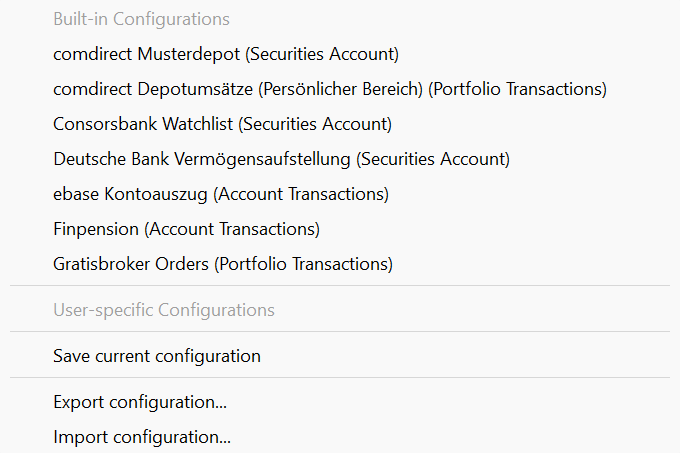 Built-in Configurations
comdirect Musterdepot (Securities Account)
comdirect Depotumsätze (Persönlicher Bereich) (Portfolio Transactions)
Consorsbank Watchlist (Securities Account)
Deutsche Bank Vermögensaufstellung (Securities Account)
ebase Kontoauszug (Account Transactions)
Finpension (Account Transactions)
Gratisbroker Orders (Portfolio Transactions)
User-specific Configurations
Save current configuration
Export configuration...
Import configuration...